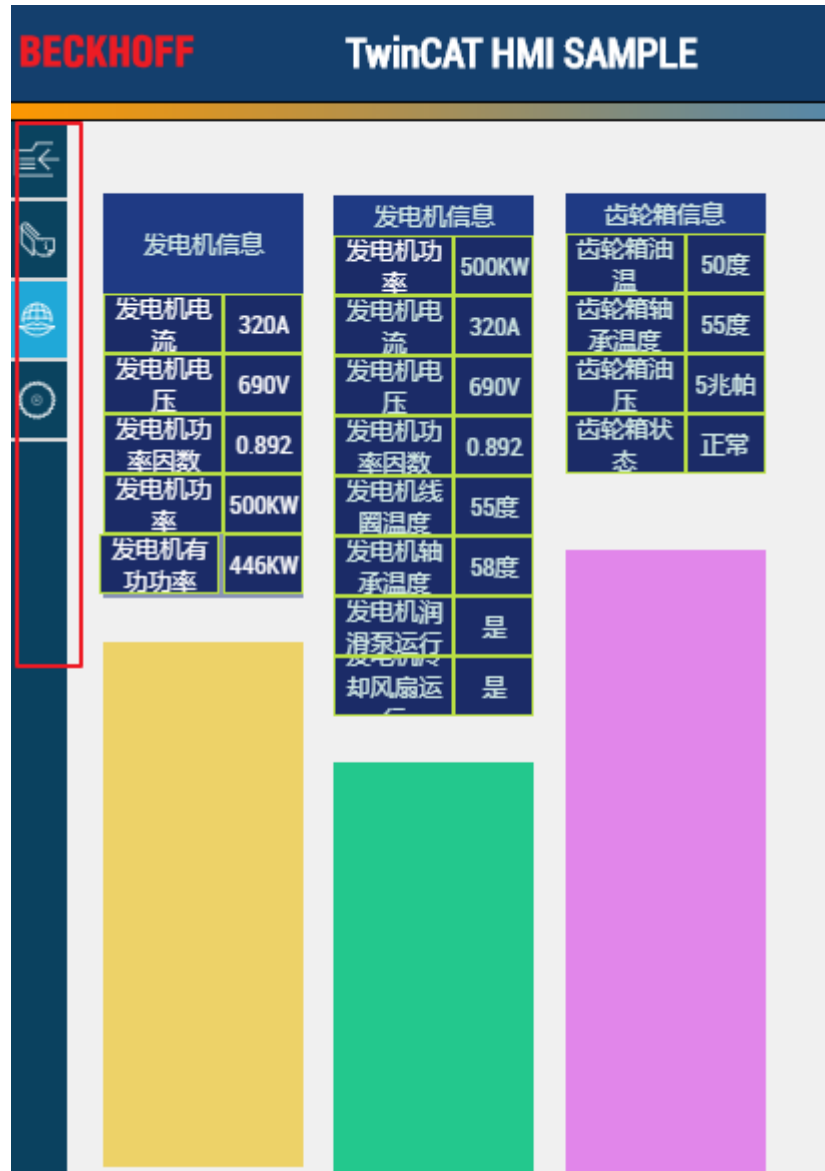 BECKHOFF
TwinCAT HMI SAMPLE
发电机信息
发电机电
流
320A
发电机电
压
690V
发电机功
率因数
0.892
发电机功
率
500KW
发电机有
功功率
446KW
发电机信息
发电机功
率
500KW
发电机电
流
320A
发电机电
压
690V
发电机功
率因数
0.892
发电机线
圈温度
55度
发电机轴
承温度
58度
发电机润
滑泵运行
是
却风扇运
是
齿轮箱信息
齿轮箱油
温
50度
齿轮箱轴
承温度
55度
齿轮箱油
压
5兆帕
齿轮箱状
态
正常